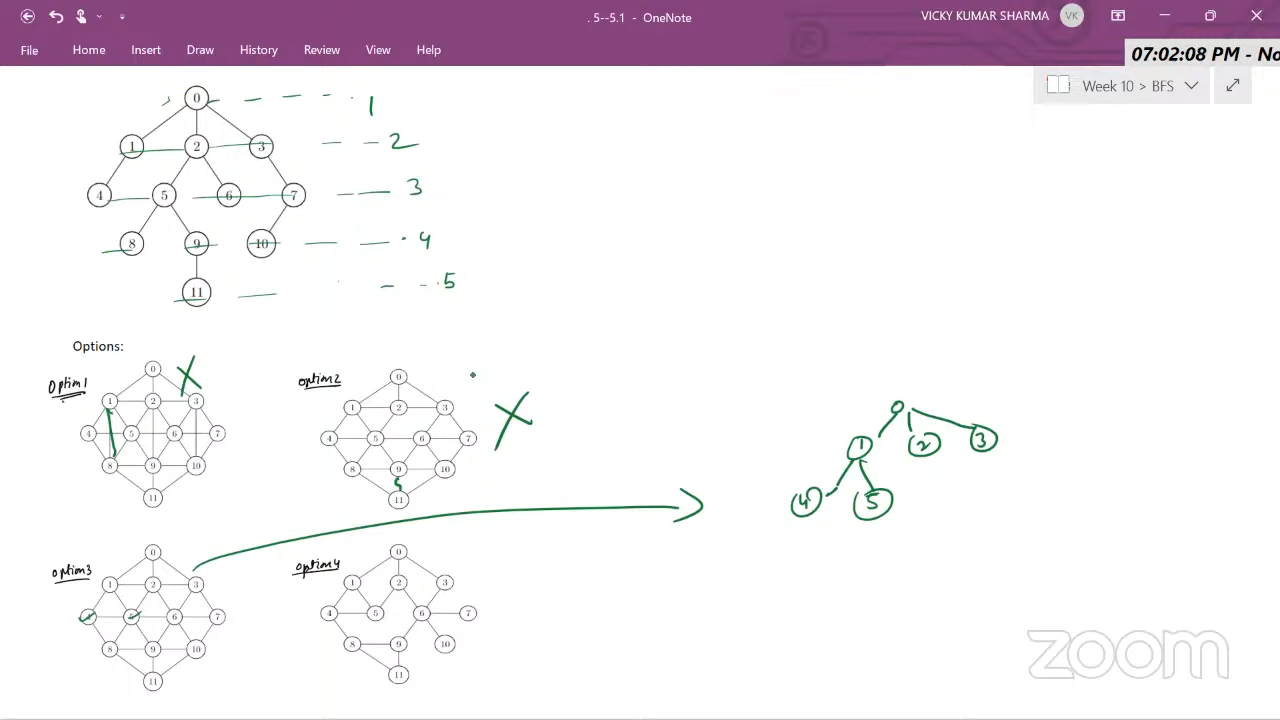 . 5--5.1 - OneNote
VICKY KUMAR SHARMA VK
File Home Insert Draw History Review View Help
07:02:08 PM - No
Week 10 > BFS
0 1
1 2 3 2
4 5 6 7 3
8 9 10 4
11 5
Options:
Option1
0
1 2 3
4 5 6 7
8 9 10
11
option2
0
1 2 3
4 5 6 7
8 9 10
11
0
1 2 3
4 5
option3
0
1 2 3
5 6 7
8 9 10
11
option4
0
1 2 3
4 5 6 7
8 9 10
11
zoom